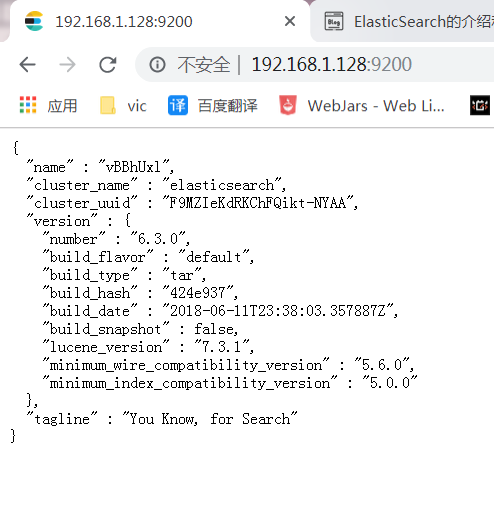 192.168.1.128:9200
ElasticSearch的介绍和
不安全 | 192.168.1.128:9200
应用 vic 译 百度翻译 WebJars - Web Li...
{
"name" : "vBBhUxl",
"cluster_name" : "elasticsearch",
"cluster_uuid" : "F9MZIeKdRKChFQikt-NYAA",
"version" : {
"number" : "6.3.0",
"build_flavor" : "default",
"build_type" : "tar",
"build_hash" : "424e937",
"build_date" : "2018-06-11T23:38:03.357887Z",
"build_snapshot" : false,
"lucene_version" : "7.3.1",
"minimum_wire_compatibility_version" : "5.6.0",
"minimum_index_compatibility_version" : "5.0.0"
},
"tagline" : "You Know, for Search"
}